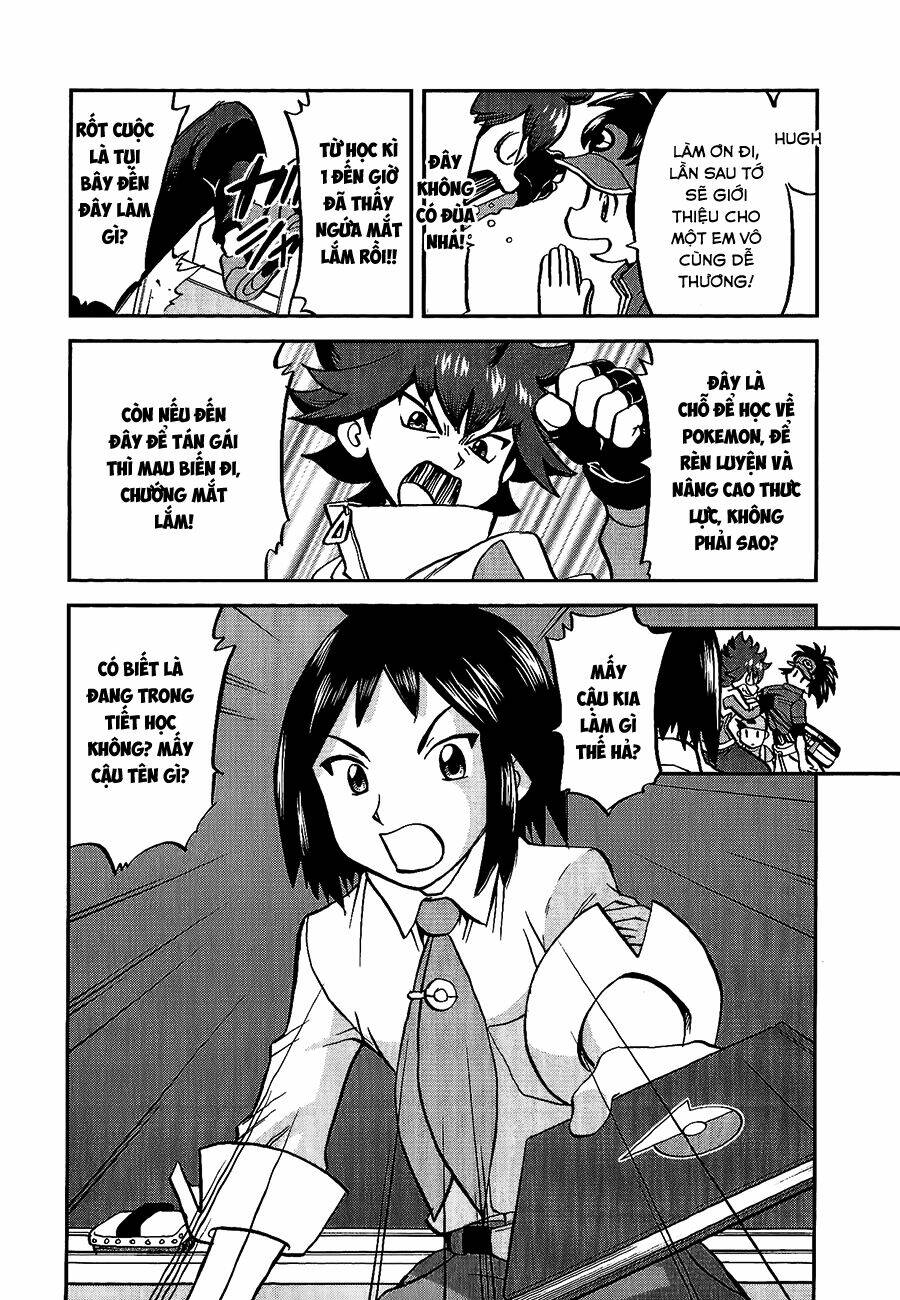 HUGH
LÀM ƠN ĐI,
LẦN SAU TỚ
SẼ GIỚI
THIỆU CHO
MỘT EM VÔ
CÙNG DỄ
THƯƠNG!
ĐÂY
KHÔNG
CÓ ĐÙA
NHÁ!
TỪ HỌC KÌ
1 ĐẾN GIỜ
ĐÃ THẤY
NGỨA MẮT
LẮM RỒI!!
RỐT CUỘC
LÀ TỤI
BÂY ĐẾN
ĐÂY LÀM
GÌ?
ĐÂY LÀ
CHỖ ĐỂ HỌC VỀ
POKEMON, ĐỂ
RÈN LUYỆN VÀ
NÂNG CAO THỰC
LỰC, KHÔNG
PHẢI SAO?
CÒN NẾU ĐẾN
ĐÂY ĐỂ TÁN GÁI
THÌ MAU BIẾN ĐI,
CHƯỚNG MẮT
LẮM!
MẤY
CẬU KIA
LÀM GÌ
THẾ HẢ?
CÓ BIẾT LÀ
ĐANG TRONG
TIẾT HỌC
KHÔNG? MẤY
CẬU TÊN GÌ?